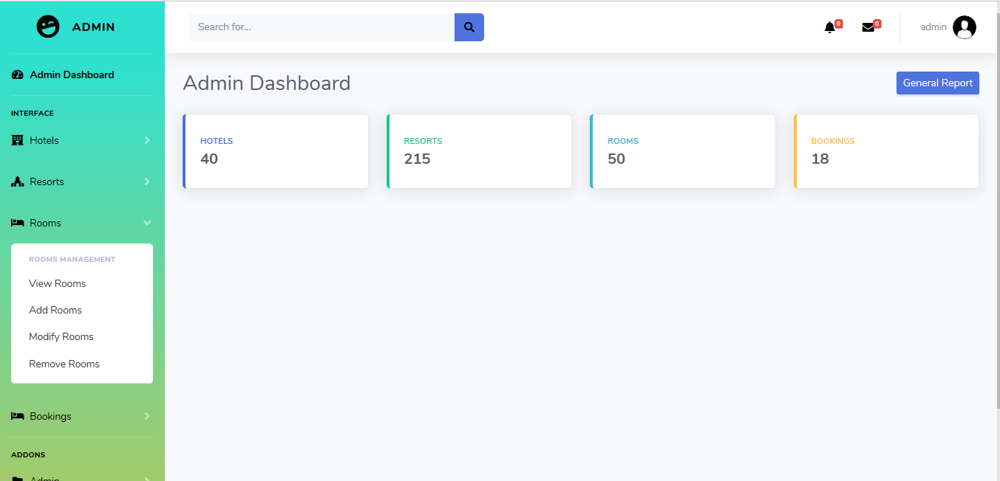 ADMIN
Admin Dashboard
INTERFACE
Hotels
Resorts
Rooms
ROOMS MANAGEMENT
View Rooms
Add Rooms
Modify Rooms
Remove Rooms
Bookings
ADDONS
Admin
Search for...
0
0
admin
Admin Dashboard
General Report
HOTELS
40
RESORTS
215
ROOMS
50
BOOKINGS
18